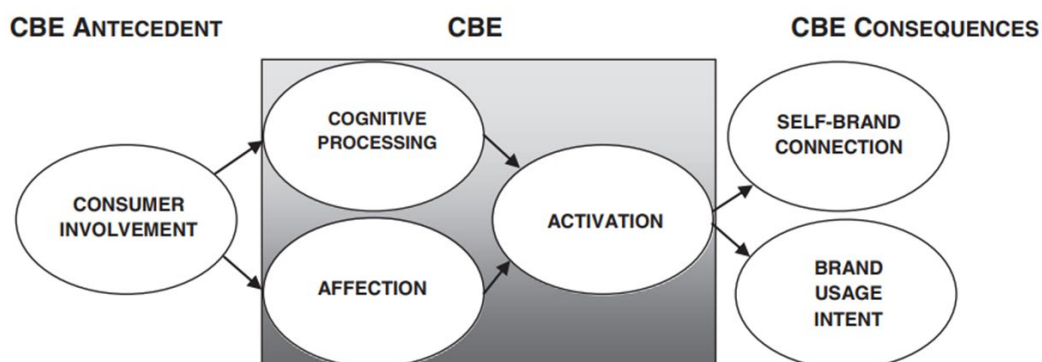 CBE ANTECEDENT
CBE
CBE CONSEQUENCES
COGNITIVE
PROCESSING
SELF-BRAND
CONNECTION
CONSUMER
INVOLVEMENT
ACTIVATION
AFFECTION
BRAND
USAGE
INTENT